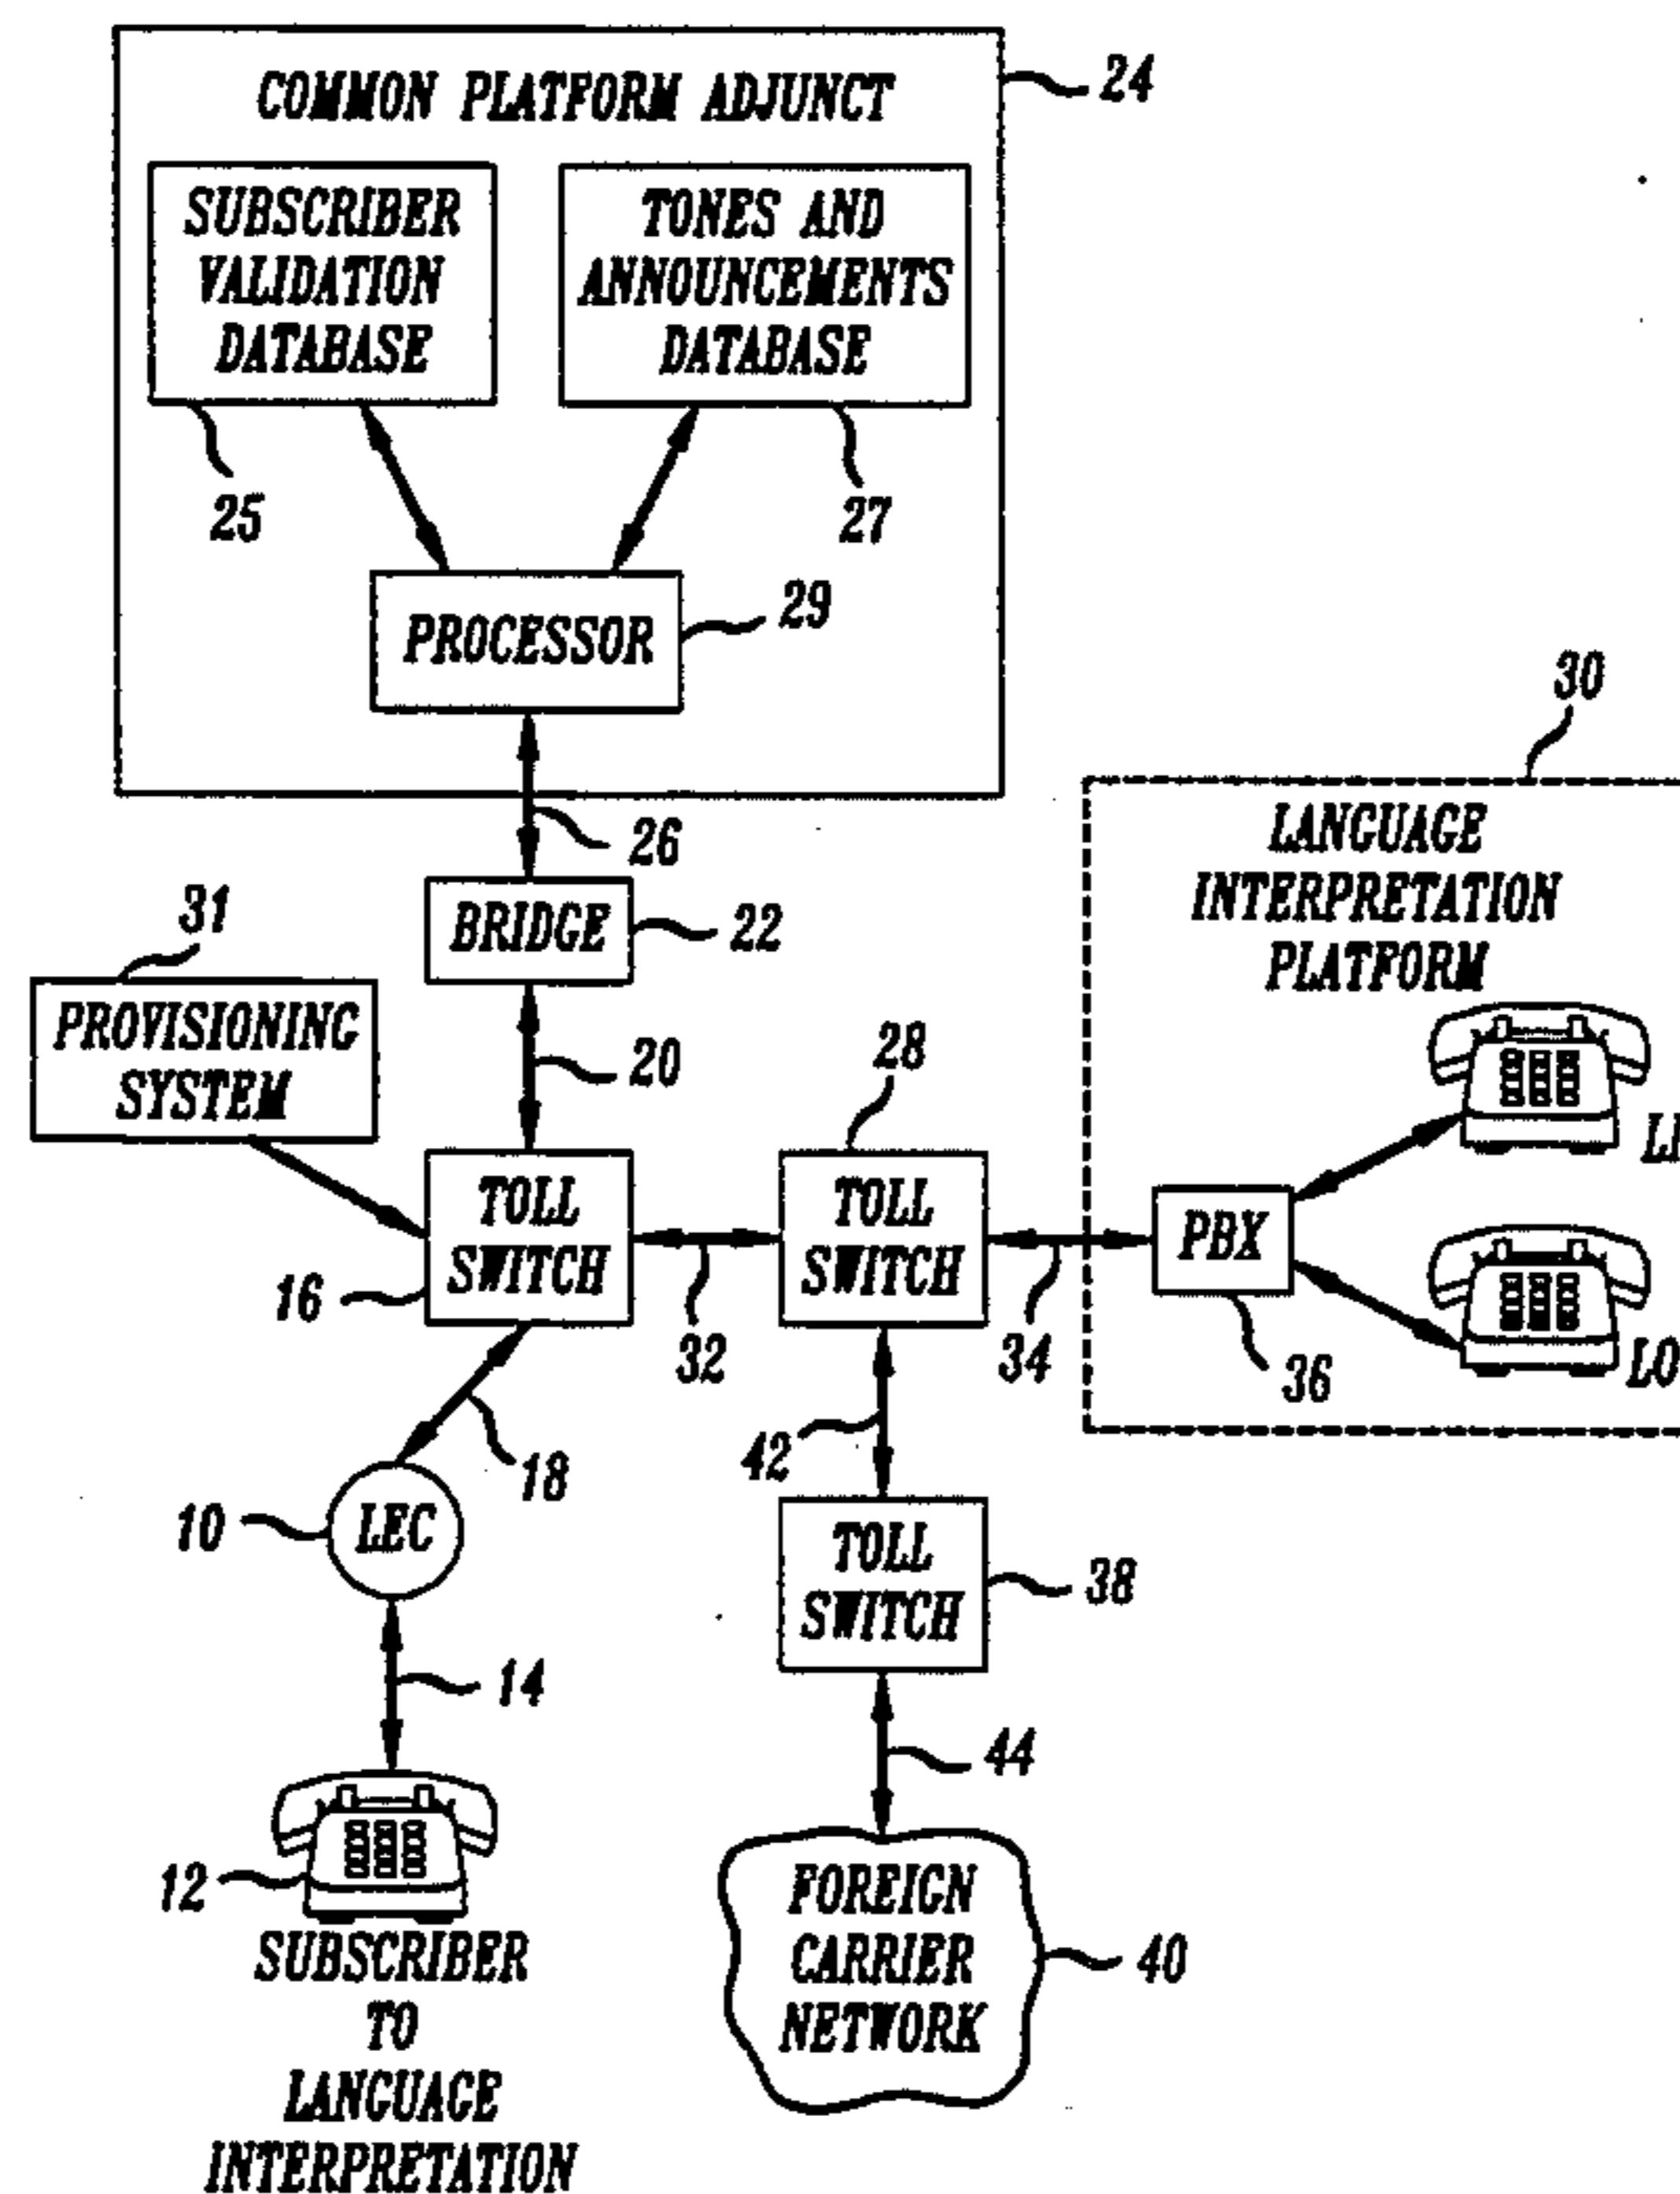 COMMON PLATFORM ADJUNCT
24
SUBSCRIBER
VALIDATION
DATABASE
TONES AND
ANNOUNCEMENTS
DATABASE
25
27
PROCESSOR
29
30
26
LANGUAGE
INTERPRETATION
PLATFORM
BRIDGE
22
31
PROVISIONING
SYSTEM
20
28
TOLL
SWITCH
16
TOLL
SWITCH
32
34
PBX
36
LO
18
42
10
LEC
TOLL
SWITCH
38
14
44
12
SUBSCRIBER
TO
LANGUAGE
INTERPRETATION
FOREIGN
CARRIER
NETWORK
40